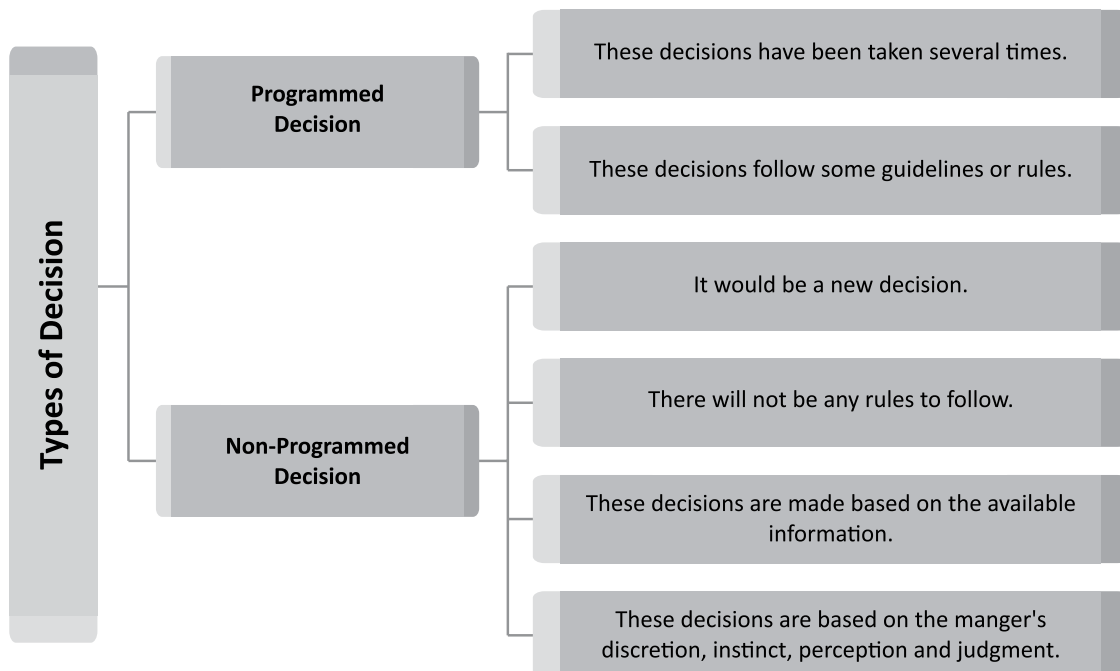 Types of Decision
Programmed
Decision
These decisions have been taken several times.
These decisions follow some guidelines or rules.
Non-Programmed
Decision
It would be a new decision.
There will not be any rules to follow.
These decisions are made based on the available
information.
These decisions are based on the manger's
discretion, instinct, perception and judgment.